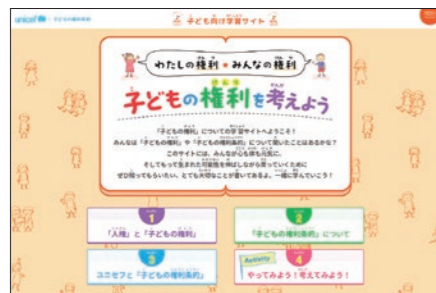 unicef 子どもの権利条約
子ども向け学習サイト
わたしの権利・みんなの権利
子どもの権利を考えよう
「子どもの権利」についての学習サイトへようこそ！
みんなは「子どもの権利」や「子どもの権利条約」について聞いたことはあるかな？
このサイトには、みんなが心も体も元気に、
そしてもって生まれた可能性を伸ばしながら育っていくために
ぜひ知ってもらいたい、とても大切なことが書いてあるよ。一緒に学んでいこう！
1
「人権」と「子どもの権利」
2
「子どもの権利条約」について
3
ユニセフと「子どもの権利条約」
Activity
4
やってみよう！考えてみよう！